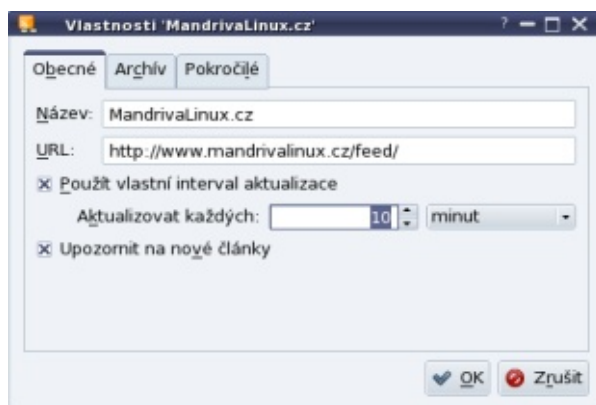 Vlastnosti 'MandrivaLinux.cz'
Obecné Archív Pokročilé
Název: MandrivaLinux.cz
URL: http://www.mandrivalinux.cz/feed/
Použít vlastní interval aktualizace
Aktualizovat každých: 10 minut
Upozornit na nové články
OK Zrušit